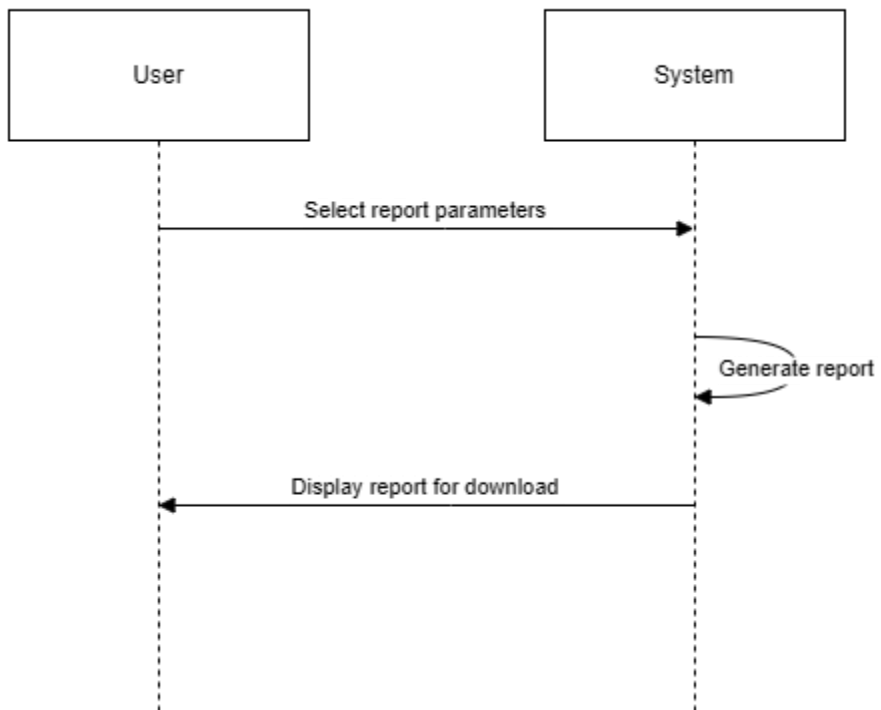 User
System
Select report parameters
Generate report
Display report for download